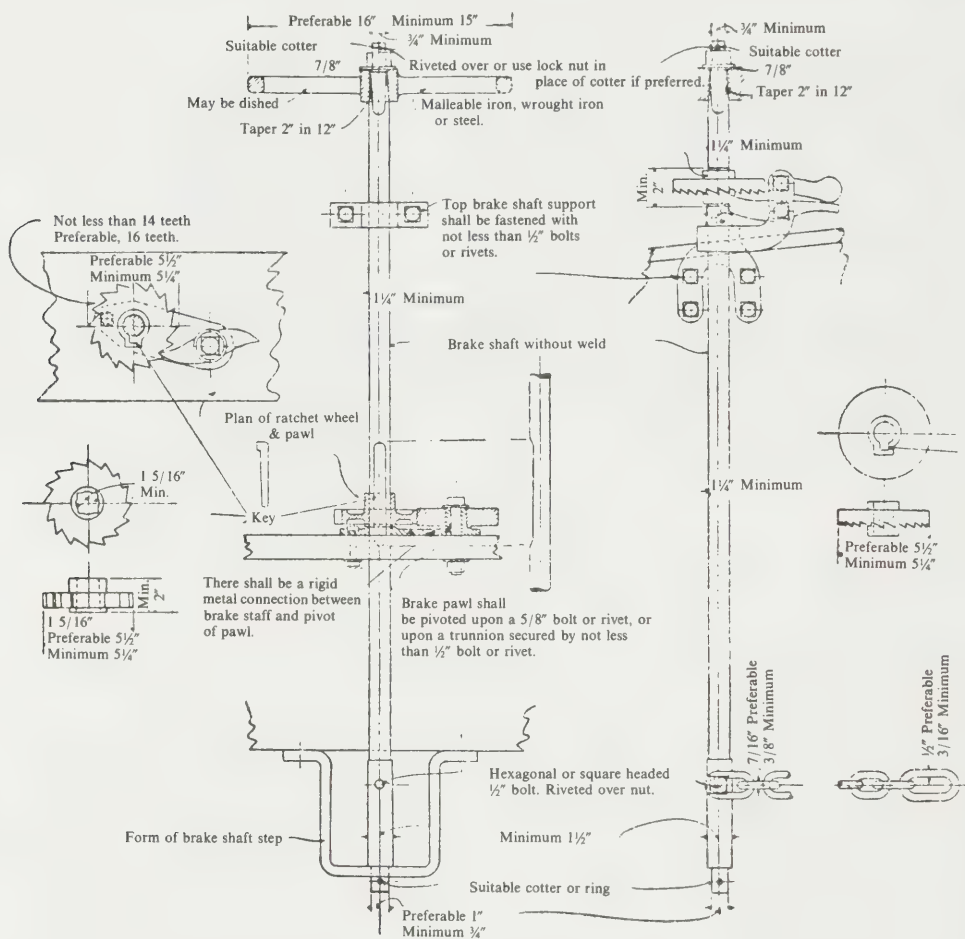 Preferable 16" Minimum 15"
¾" Minimum
Suitable cotter
7/8"
Riveted over or use lock nut in
place of cotter if preferred.
May be dished
Malleable iron, wrought iron
or steel.
Taper 2" in 12"
¾" Minimum
Suitable cotter
7/8"
Taper 2" in 12"
1¼" Minimum
Min.
2"
Top brake shaft support
shall be fastened with
not less than ½" bolts
or rivets.
Not less than 14 teeth
Preferable, 16 teeth.
Preferable 5½"
Minimum 5¼"
1¼" Minimum
Brake shaft without weld
Plan of ratchet wheel
& pawl
1 5/16"
Min.
Key
1¼" Minimum
Preferable 5½"
Minimum 5¼"
Min.
2"
1 5/16"
Preferable 5½"
Minimum 5¼"
There shall be a rigid
metal connection between
brake staff and pivot
of pawl.
Brake pawl shall
be pivoted upon a 5/8" bolt or rivet, or
upon a trunnion secured by not less
than ½" bolt or rivet.
7/16" Preferable
3/8" Minimum
½" Preferable
3/16" Minimum
Hexagonal or square headed
½" bolt. Riveted over nut.
Form of brake shaft step
Minimum 1½"
Suitable cotter or ring
Preferable 1"
Minimum ¾"